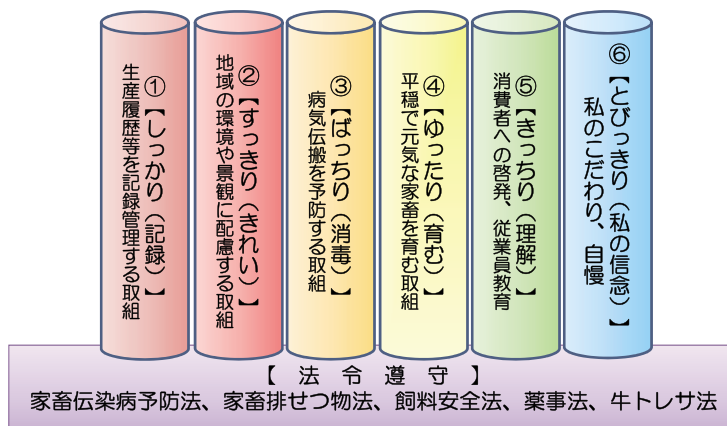 ①【しっかり（記録）】
生産履歴等を記録管理する取組
②【すっきり（きれい）】
地域の環境や景観に配慮する取組
③【ばっちり（消毒）】
病気伝搬を予防する取組
④【ゆったり（育む）】
平穏で元気な家畜を育む取組
⑤【きっちり（理解）】
消費者への啓発、従業員教育
⑥【とびっきり（私の信念）】
私のこだわり、自慢
【　法　令　遵　守　】
家畜伝染病予防法、家畜排せつ物法、飼料安全法、薬事法、牛トレサ法